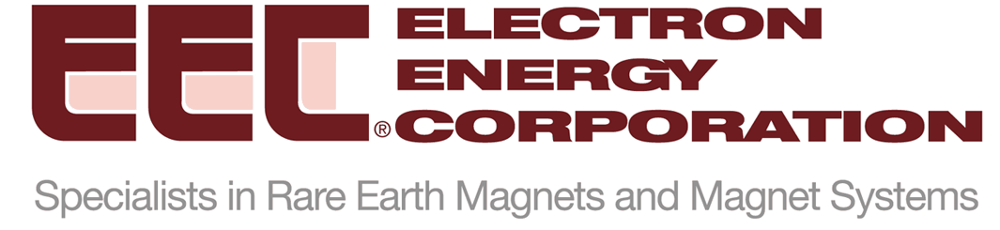 EEC® ELECTRON
ENERGY
CORPORATION
Specialists in Rare Earth Magnets and Magnet Systems